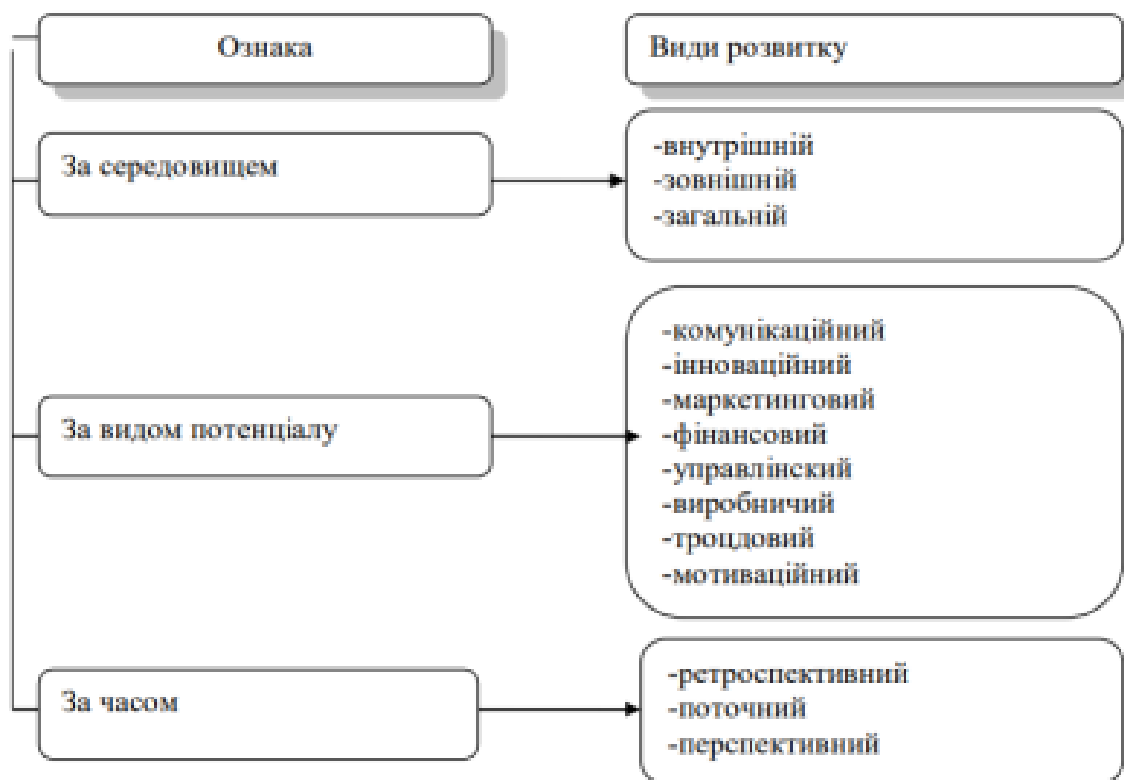 Ознака
Види розвитку
За середовищем
-внутрішній
-зовнішній
-загальній
За видом потенціалу
-комунікаційний
-інноваційний
-маркетинговий
-фінансовий
-управлінский
-виробничий
-троцдовий
-мотиваційний
За часом
-ретроспективний
-поточний
-перспективний